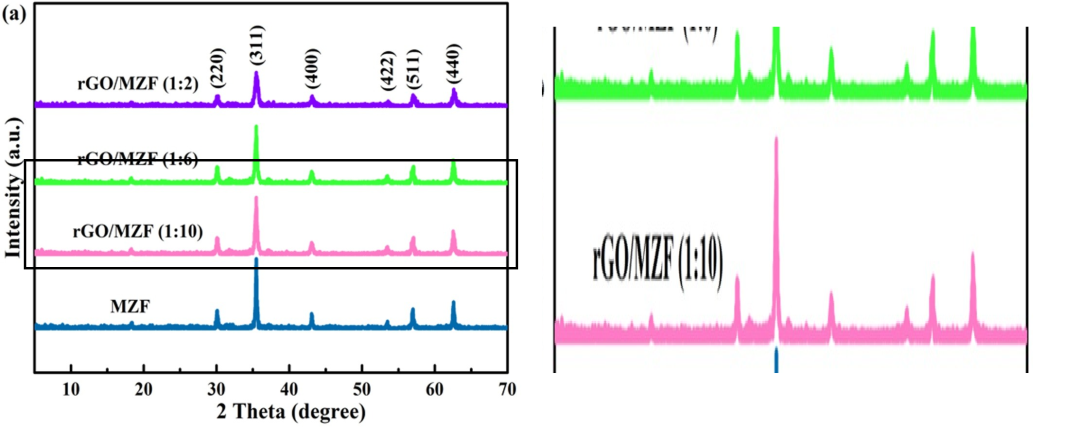 (a)
(220)
(311)
(400)
(422)
(511)
(440)
rGO/MZF (1:2)
rGO/MZF (1:6)
rGO/MZF (1:10)
MZF
Intensity (a.u.)
10 20 30 40 50 60 70
2 Theta (degree)
rGO/MZF (1:10)